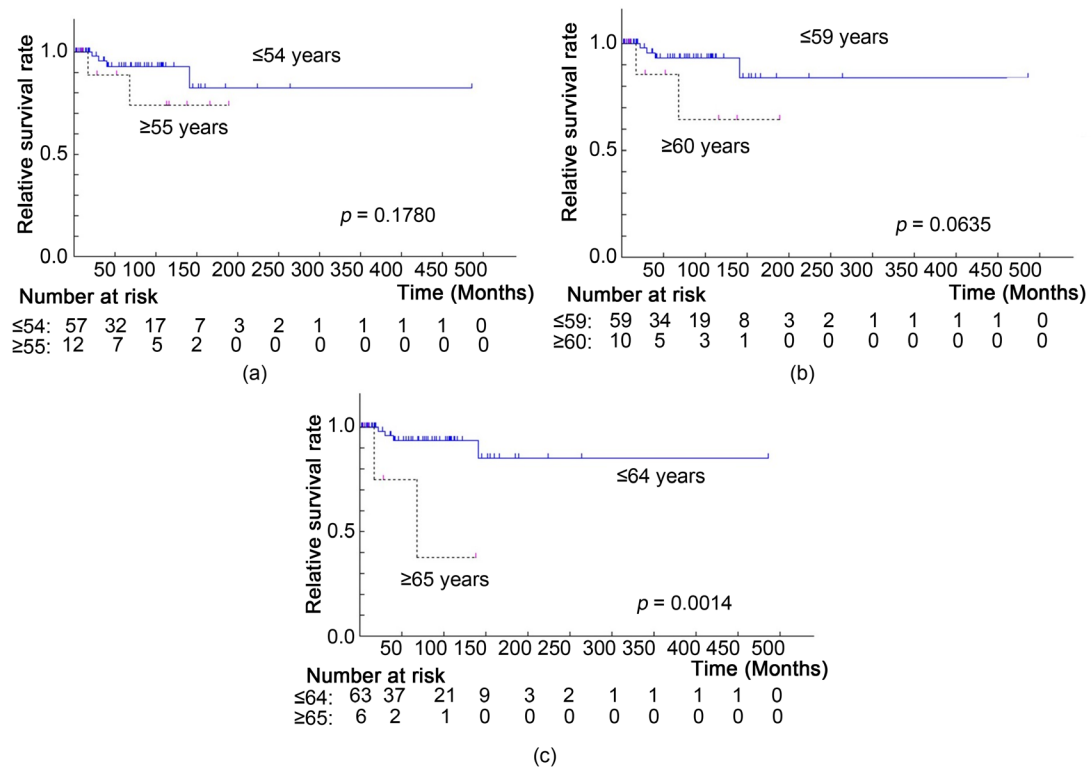 ≤54 years
1.0
≥55 years
0.5
p = 0.1780
0.0
Relative survival rate
50 100 150 200 250 300 350 400 450 500
Time (Months)
Number at risk
≤54: 57 32 17 7 3 2 1 1 1 1 0
≥55: 12 7 5 2 0 0 0 0 0 0 0
(a)
≤59 years
1.0
≥60 years
0.5
p = 0.0635
0.0
Relative survival rate
50 100 150 200 250 300 350 400 450 500
Time (Months)
Number at risk
≤59: 59 34 19 8 3 2 1 1 1 1 0
≥60: 10 5 3 1 0 0 0 0 0 0 0
(b)
1.0
≤64 years
0.5
≥65 years
p = 0.0014
0.0
Relative survival rate
50 100 150 200 250 300 350 400 450 500
Time (Months)
Number at risk
≤64: 63 37 21 9 3 2 1 1 1 1 0
≥65: 6 2 1 0 0 0 0 0 0 0 0
(c)